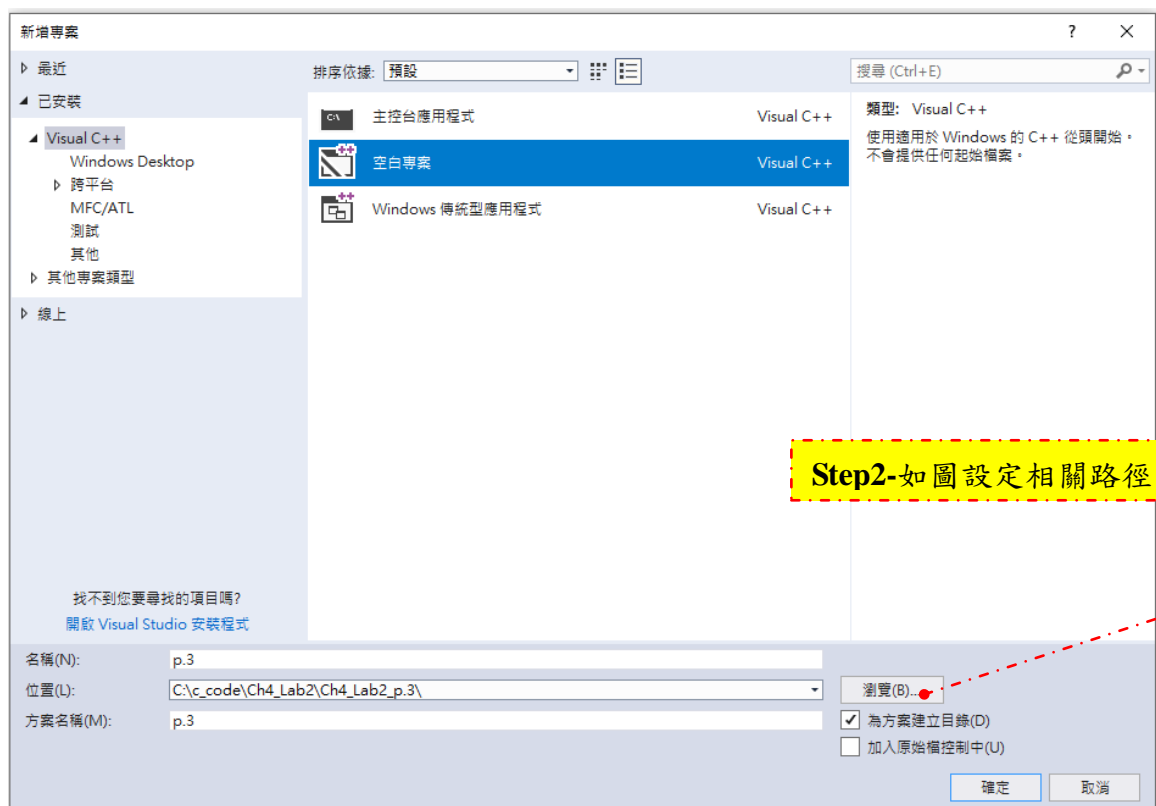 新增專案
? ×
最近
已安裝
Visual C++
Windows Desktop
跨平台
MFC/ATL
測試
其他
其他專案類型
線上
找不到您要尋找的項目嗎?
開啟 Visual Studio 安裝程式
排序依據: 預設
主控台應用程式 Visual C++
空白專案 Visual C++
Windows 傳統型應用程式 Visual C++
搜尋 (Ctrl+E)
類型: Visual C++
使用適用於 Windows 的 C++ 從頭開始。
不會提供任何起始檔案。
Step2-如圖設定相關路徑
名稱(N): p.3
位置(L): C:\c_code\Ch4_Lab2\Ch4_Lab2_p.3\ 瀏覽(B)...
方案名稱(M): p.3
為方案建立目錄(D)
加入原始檔控制中(U)
確定 取消